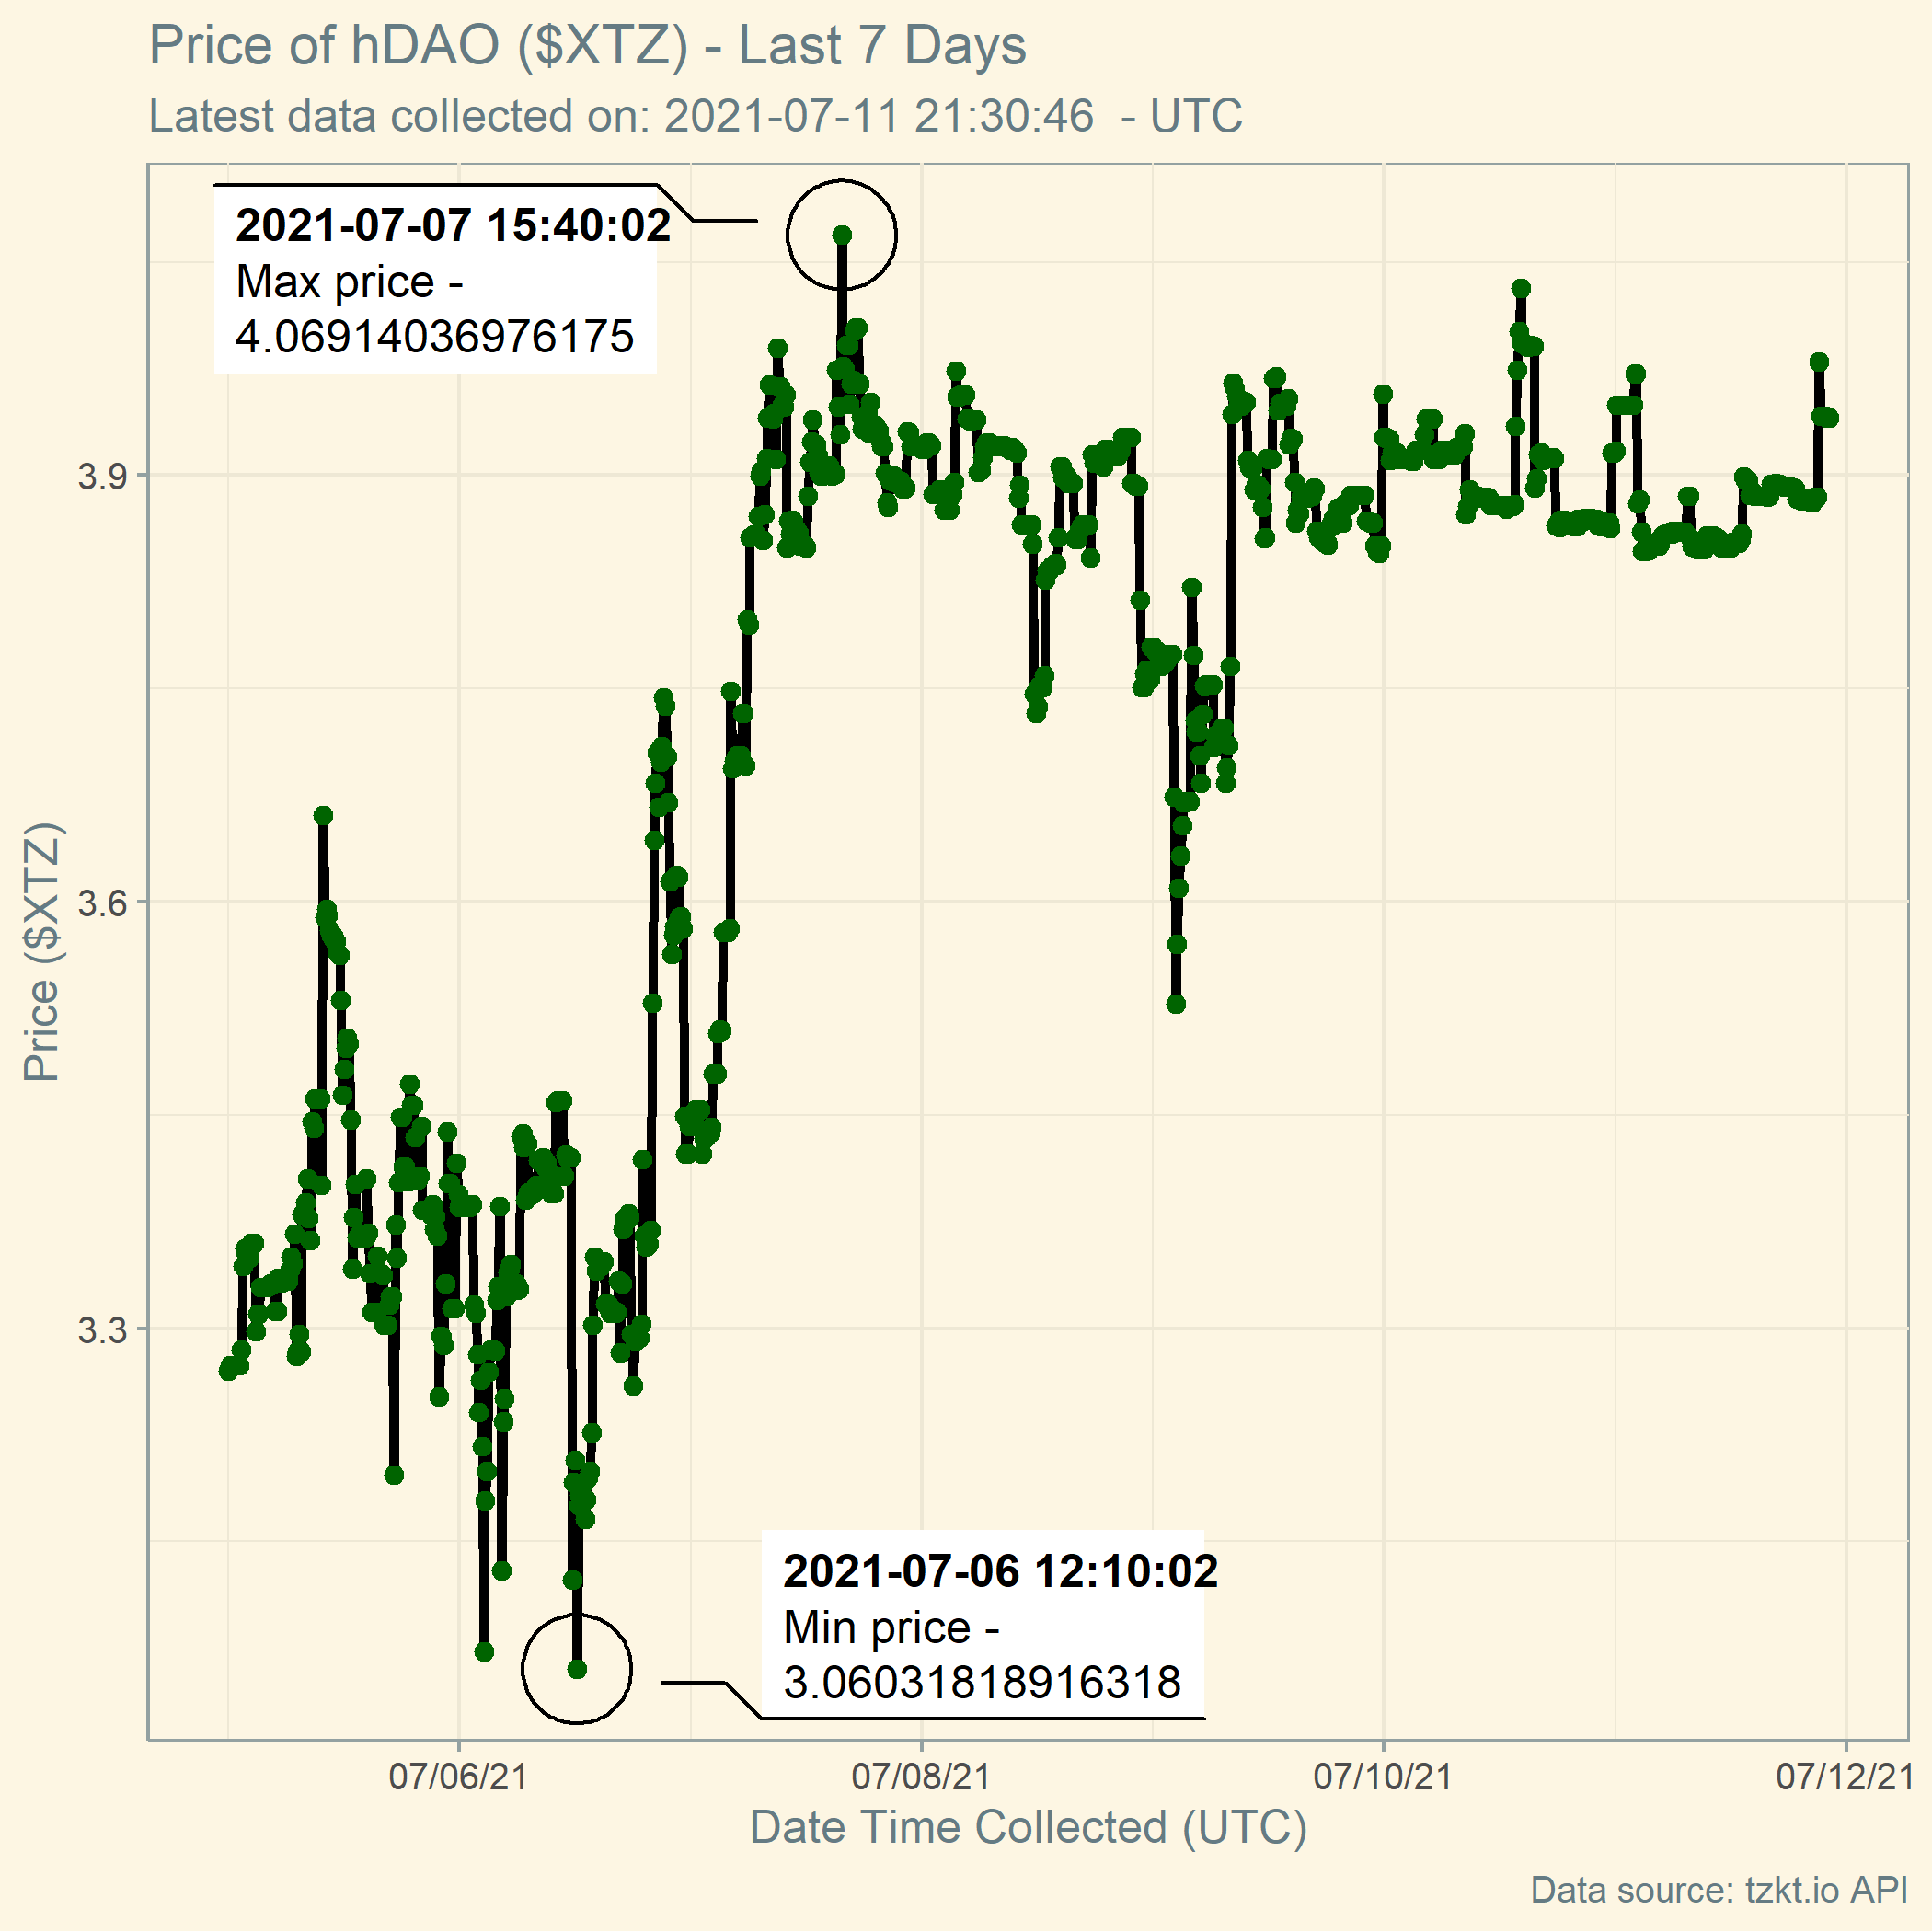 Price of hDAO ($XTZ) - Last 7 Days
Latest data collected on: 2021-07-11 21:30:46  - UTC
2021-07-07 15:40:02
Max price -
4.06914036976175
3.9
3.6
3.3
Price ($XTZ)
2021-07-06 12:10:02
Min price -
3.06031818916318
07/06/21
07/08/21
07/10/21
07/12/21
Date Time Collected (UTC)
Data source: tzkt.io API